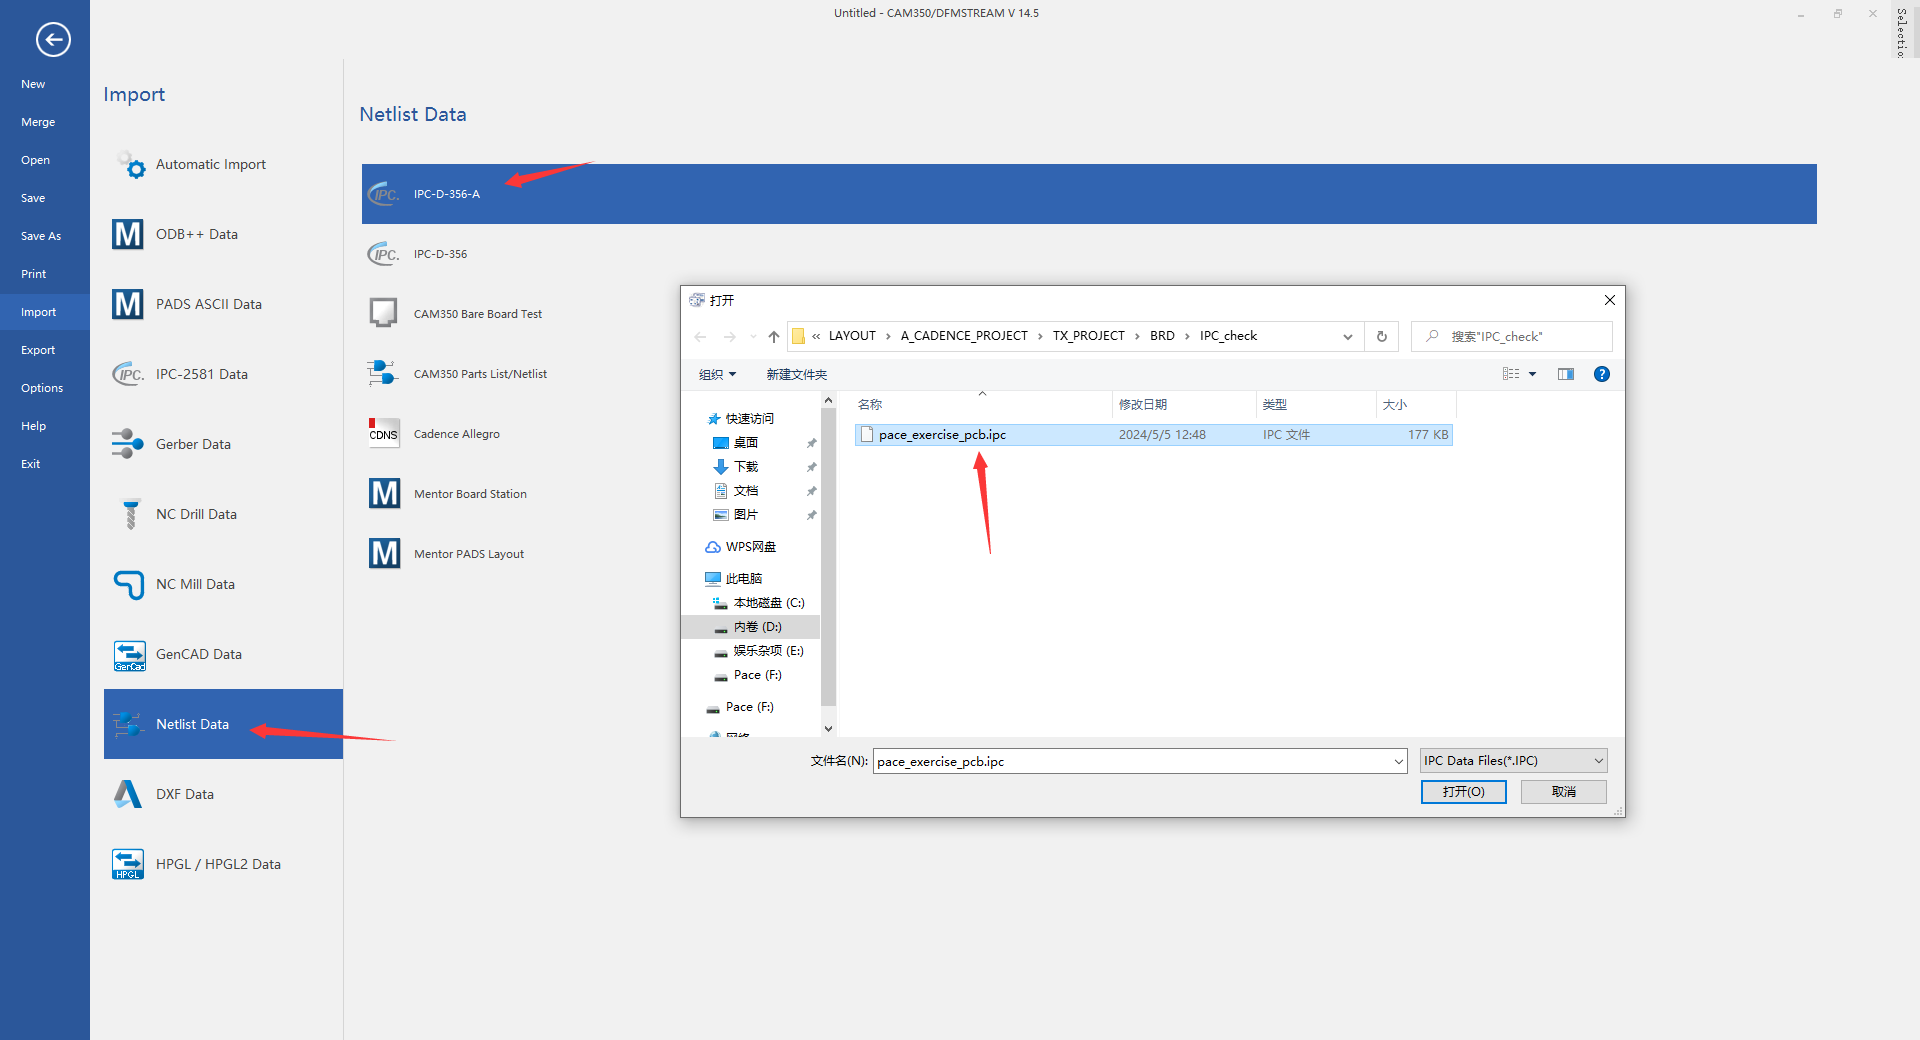 Untitled - CAM350/DFMSTREAM V 14.5
Selectio
New
Merge
Open
Save
Save As
Print
Import
Export
Options
Help
Exit
Import
Automatic Import
M
ODB++ Data
M
PADS ASCII Data
IPC.
IPC-2581 Data
Gerber Data
NC Drill Data
NC Mill Data
GenCad
GenCAD Data
Netlist Data
DXF Data
HPGL
HPGL / HPGL2 Data
Netlist Data
IPC.
IPC-D-356-A
IPC.
IPC-D-356
CAM350 Bare Board Test
CAM350 Parts List/Netlist
CDNS
Cadence Allegro
M
Mentor Board Station
M
Mentor PADS Layout
打开
« LAYOUT › A_CADENCE_PROJECT › TX_PROJECT › BRD › IPC_check
搜索"IPC_check"
组织
新建文件夹
?
快速访问
桌面
下载
文档
图片
WPS网盘
此电脑
本地磁盘 (C:)
内卷 (D:)
娱乐杂项 (E:)
Pace (F:)
Pace (F:)
网络
名称 修改日期 类型 大小
pace_exercise_pcb.ipc 2024/5/5 12:48 IPC 文件 177 KB
文件名(N): pace_exercise_pcb.ipc
IPC Data Files(*.IPC)
打开(O)
取消